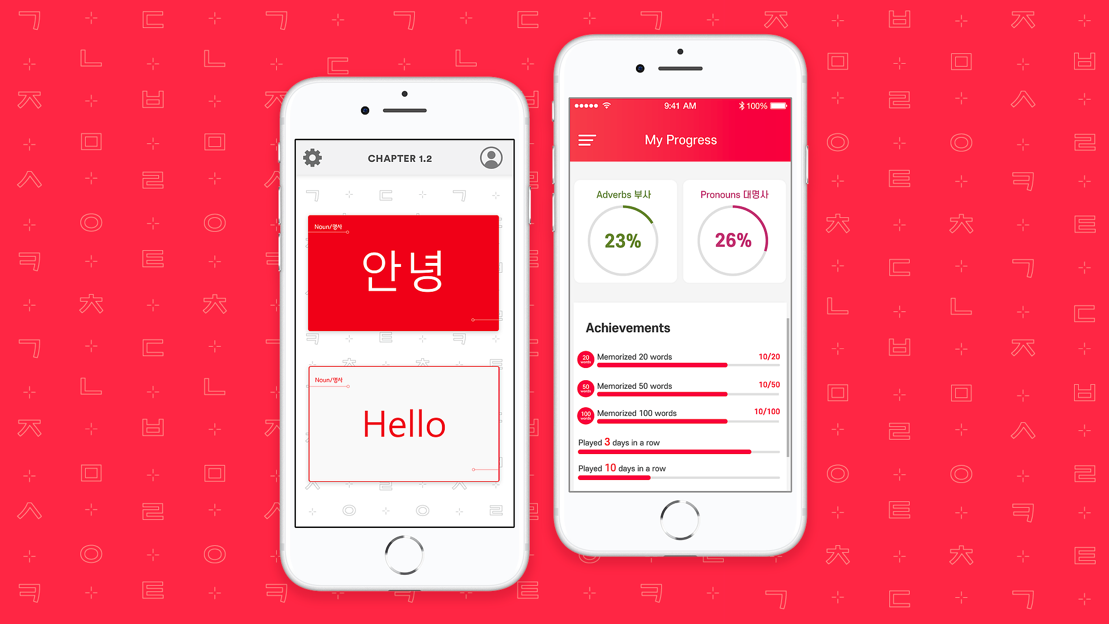 CHAPTER 1.2
Noun/명사
안녕
Noun/명사
Hello
9:41 AM
100%
My Progress
Adverbs 부사
23%
Pronouns 대명사
26%
Achievements
20 words
Memorized 20 words
10/20
50 words
Memorized 50 words
10/50
100 words
Memorized 100 words
10/100
Played 3 days in a row
Played 10 days in a row